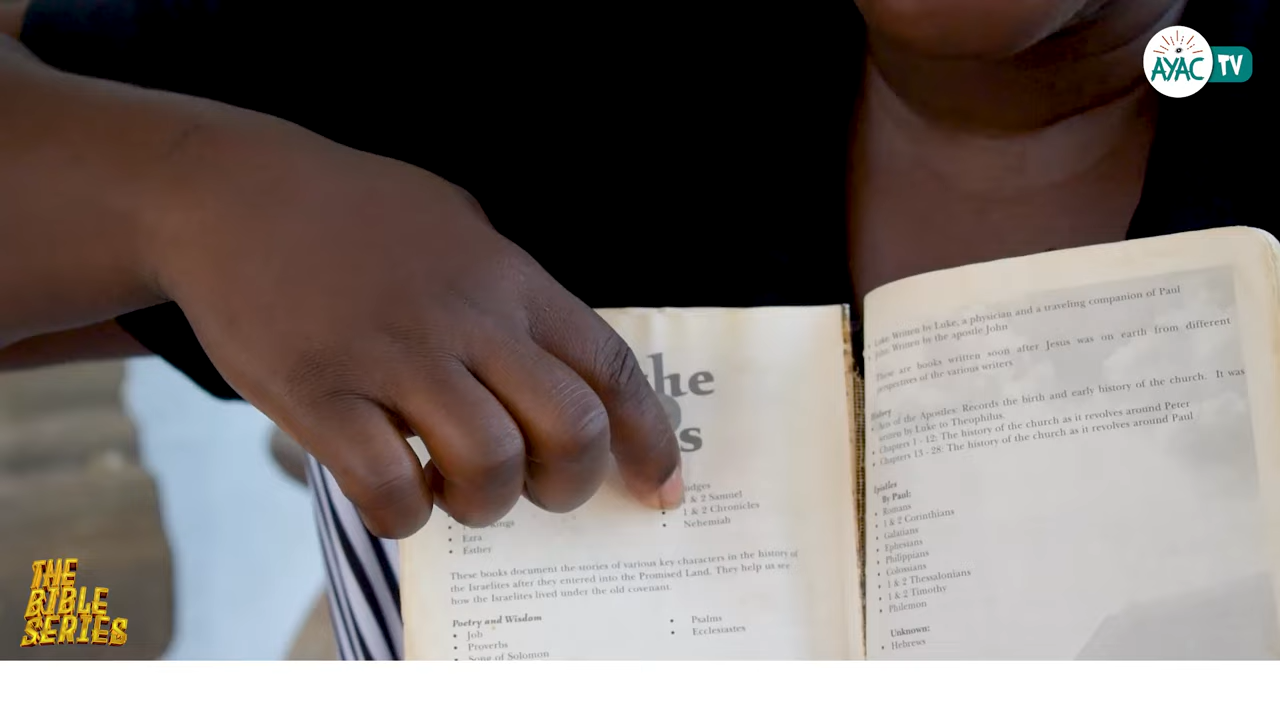 AYAC TV
the
s
udges
1 & 2 Samuel
1 & 2 Chronicles
Nehemiah
Kings
Ezra
Esther
These books document the stories of various key characters in the history of
the Israelites after they entered into the Promised Land. They help us see
how the Israelites lived under the old covenant.
Poetry and Wisdom
Job
Proverbs
Song of Solomon
Psalms
Ecclesiastes
Luke: Written by Luke, a physician and a traveling companion of Paul
John: Written by the apostle John
These are books written soon after Jesus was on earth from different
perspectives of the various writers
History
Acts of the Apostles: Records the birth and early history of the church. It was
written by Luke to Theophilus.
Chapters 1 - 12: The history of the church as it revolves around Peter
Chapters 13 - 28: The history of the church as it revolves around Paul
Epistles
By Paul:
Romans
1 & 2 Corinthians
Galatians
Ephesians
Philippians
Colossians
1 & 2 Thessalonians
1 & 2 Timothy
Philemon
Unknown:
Hebrews
THE
BIBLE
SERIES